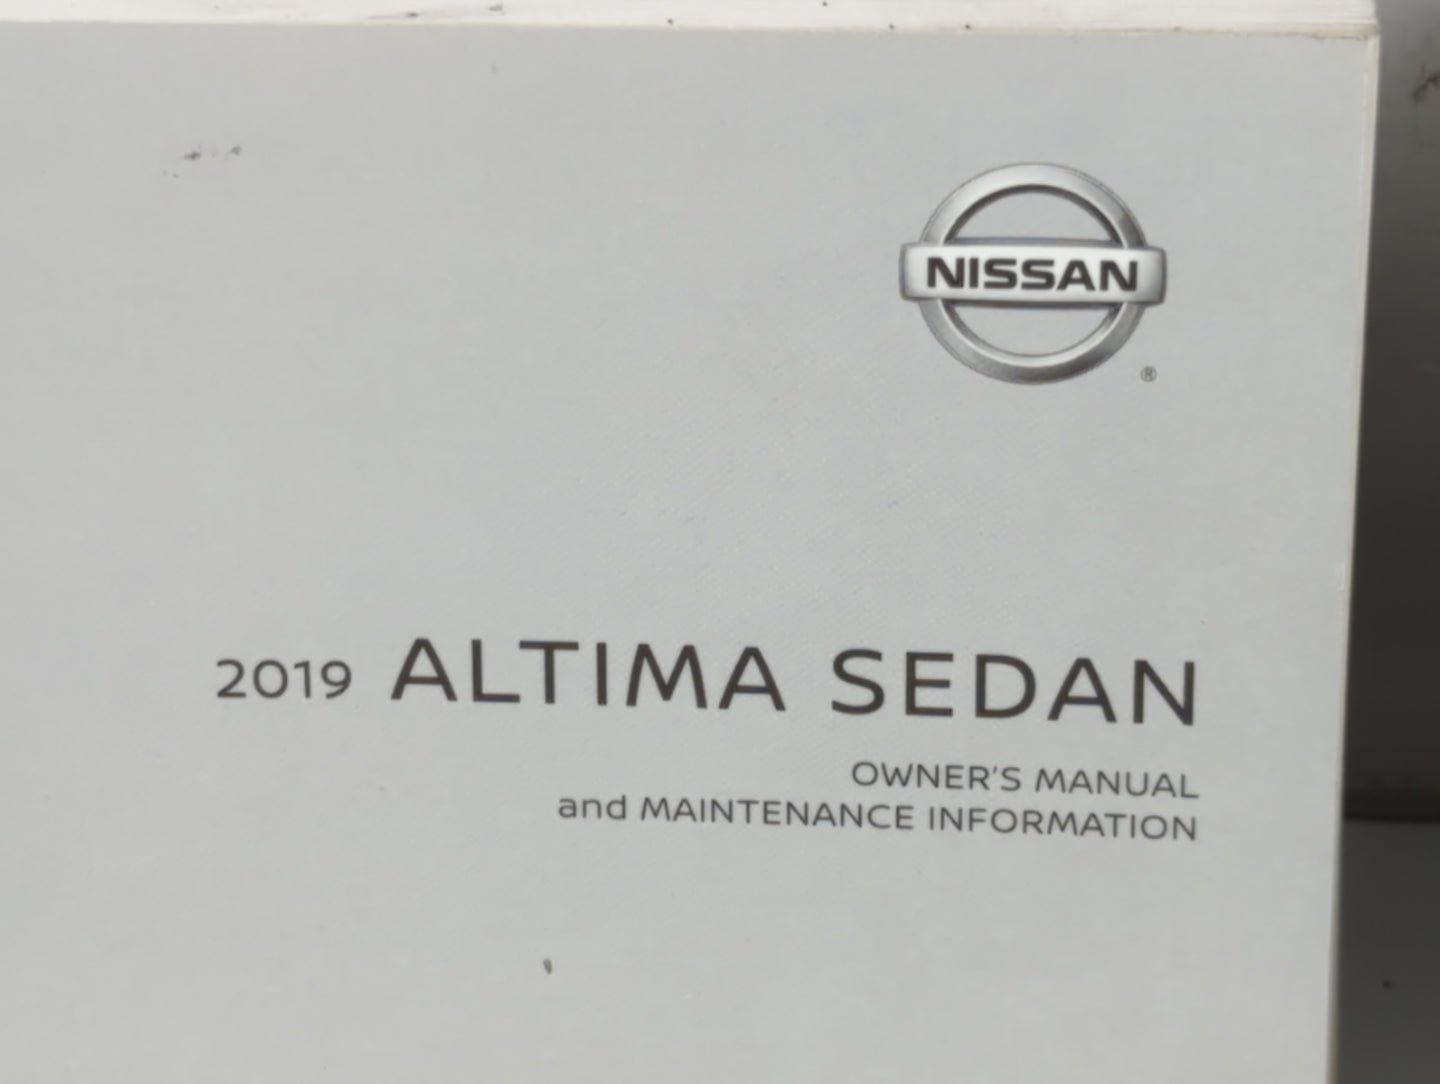 NISSAN
®
2019 ALTIMA SEDAN
OWNER'S MANUAL
and MAINTENANCE INFORMATION